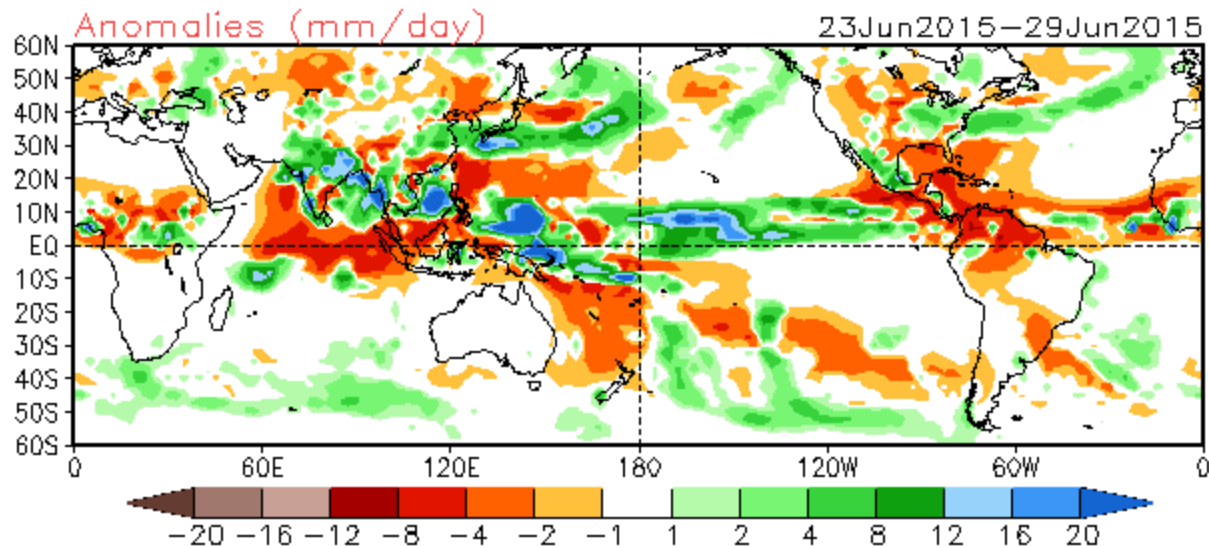 Anomalies (mm/day) 23Jun2015-29Jun2015
60N
50N
40N
30N
20N
10N
EQ
10S
20S
30S
40S
50S
60S
0 60E 120E 180 120W 60W 0
-20 -16 -12 -8 -4 -2 -1 1 2 4 8 12 16 20